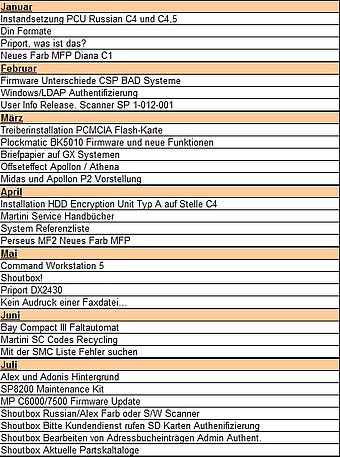 Januar
Instandsetzung PCU Russian C4 und C4,5
Din Formate
Priport, was ist das?
Neues Farb MFP Diana C1
Februar
Firmware Unterschiede CSP BAD Systeme
Windows/LDAP Authentifizierung
User Info Release. Scanner SP 1-012-001
März
Treiberinstallation PCMCIA Flash-Karte
Plockmatic BK5010 Firmware und neue Funktionen
Briefpapier auf GX Systemen
Offseteffect Apollon / Athena
Midas und Apollon P2 Vorstellung
April
Installation HDD Encryption Unit Typ A auf Stelle C4
Martini Service Handbücher
System Referenzliste
Perseus MF2 Neues Farb MFP
Mai
Command Workstation 5
Shoutbox!
Priport DX2430
Kein Audruck einer Faxdatei...
Juni
Bay Compact III Faltautomat
Martini SC Codes Recycling
Mit der SMC Liste Fehler suchen
Juli
Alex und Adonis Hintergrund
SP8200 Maintenance Kit
MP C6000/7500 Firmware Update
Shoutbox Russian/Alex Farb oder S/W Scanner
Shoutbox Bitte Kundendienst rufen SD Karten Authenifizierung
Shoutbox Bearbeiten von Adressbucheinträgen Admin Authent.
Shoutbox Aktuelle Partskataloge